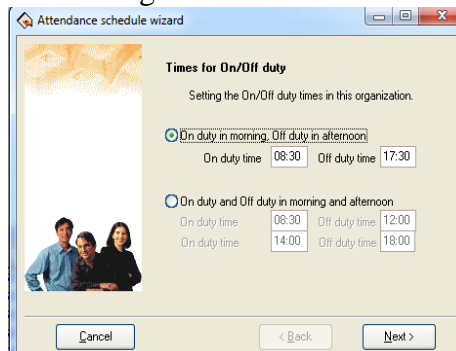 Attendance schedule wizard
Times for On/Off duty
Setting the On/Off duty times in this organization.
On duty in morning, Off duty in afternoon
On duty time 08:30 Off duty time 17:30
On duty and Off duty in morning and afternoon
On duty time 08:30 Off duty time 12:00
On duty time 14:00 Off duty time 18:00
Cancel < Back Next >